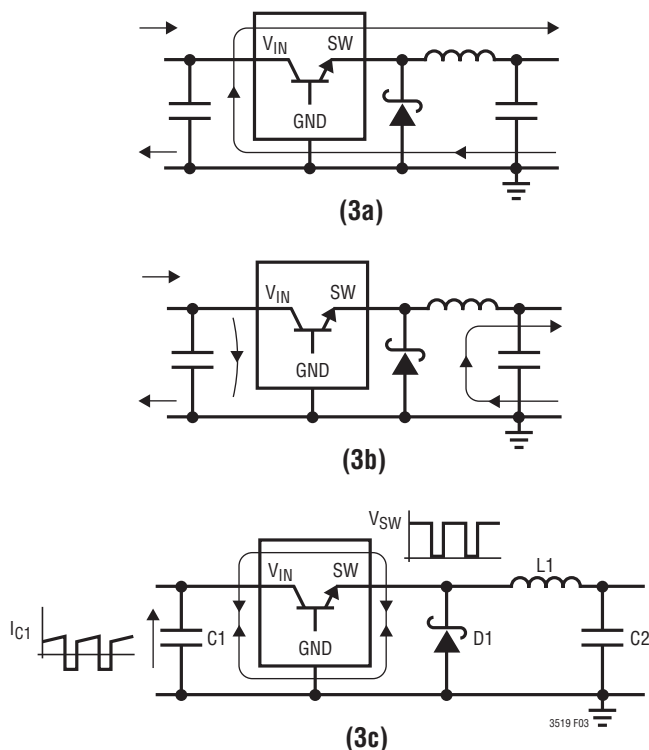 VIN SW
GND
(3a)
VIN SW
GND
(3b)
VSW
L1
VIN SW
IC1
C1
GND
D1
C2
3519 F03
(3c)